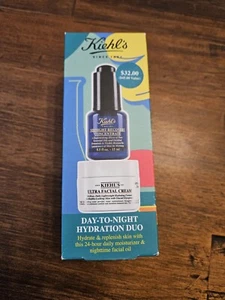 Kiehl's
SINCE 1851
$32.00
Kiehl's
MIDNIGHT RECOVERY
CONCENTRATE
KIEHL'S
ULTRA FACIAL CREAM
DAY-TO-NIGHT
HYDRATION DUO
Hydrate & replenish skin with
this 24-hour daily moisturizer &
nighttime facial oil